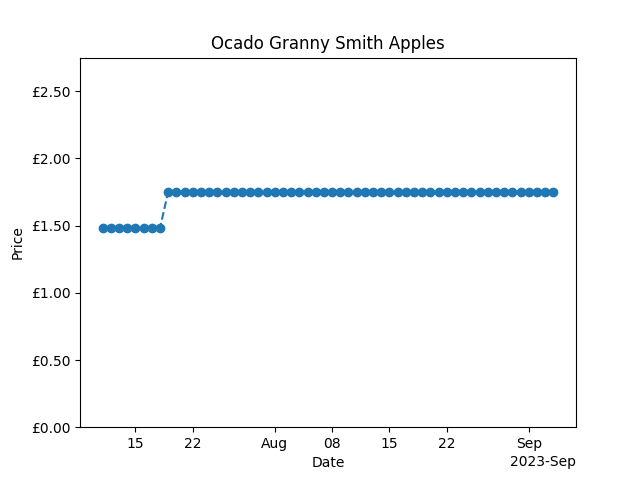 Ocado Granny Smith Apples
£2.50
£2.00
£1.50
£1.00
£0.50
£0.00
Price
15 22 Aug 08 15 22 Sep
Date
2023-Sep